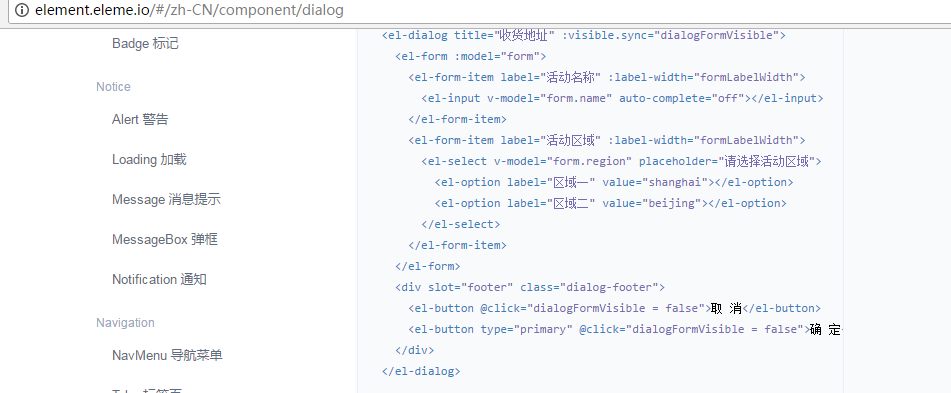 element.eleme.io/#/zh-CN/component/dialog
Badge 标记
Notice
Alert 警告
Loading 加载
Message 消息提示
MessageBox 弹框
Notification 通知
Navigation
NavMenu 导航菜单
<el-dialog title="收货地址" :visible.sync="dialogFormVisible">
<el-form :model="form">
<el-form-item label="活动名称" :label-width="formLabelWidth">
<el-input v-model="form.name" auto-complete="off"></el-input>
</el-form-item>
<el-form-item label="活动区域" :label-width="formLabelWidth">
<el-select v-model="form.region" placeholder="请选择活动区域">
<el-option label="区域一" value="shanghai"></el-option>
<el-option label="区域二" value="beijing"></el-option>
</el-select>
</el-form-item>
</el-form>
<div slot="footer" class="dialog-footer">
<el-button @click="dialogFormVisible = false">取 消</el-button>
<el-button type="primary" @click="dialogFormVisible = false">确 定
</div>
</el-dialog>